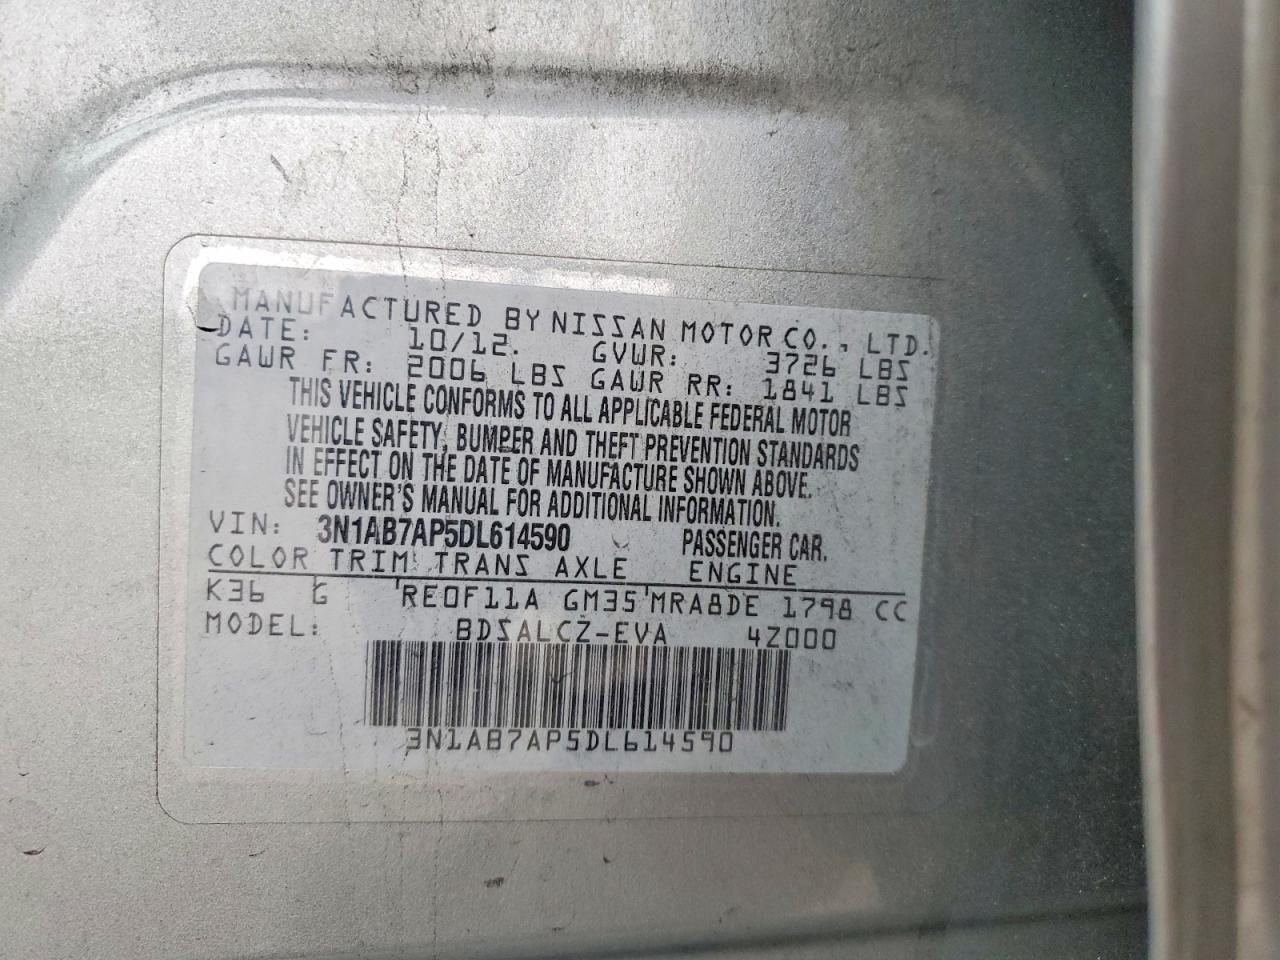 MANUFACTURED BY NISSAN MOTOR CO., LTD.
DATE: 10/12. GVWR: 3726 LBS
GAWR FR: 2006 LBS GAWR RR: 1841 LBS
THIS VEHICLE CONFORMS TO ALL APPLICABLE FEDERAL MOTOR
VEHICLE SAFETY, BUMPER AND THEFT PREVENTION STANDARDS
IN EFFECT ON THE DATE OF MANUFACTURE SHOWN ABOVE.
SEE OWNER'S MANUAL FOR ADDITIONAL INFORMATION.
VIN: 3N1AB7AP5DL614590 PASSENGER CAR.
COLOR TRIM TRANS AXLE ENGINE
K36 G RE0F11A GM35 MRA8DE 1798 CC
MODEL: BDSALCZ-EVA 4Z000
3N1AB7AP5DL614590